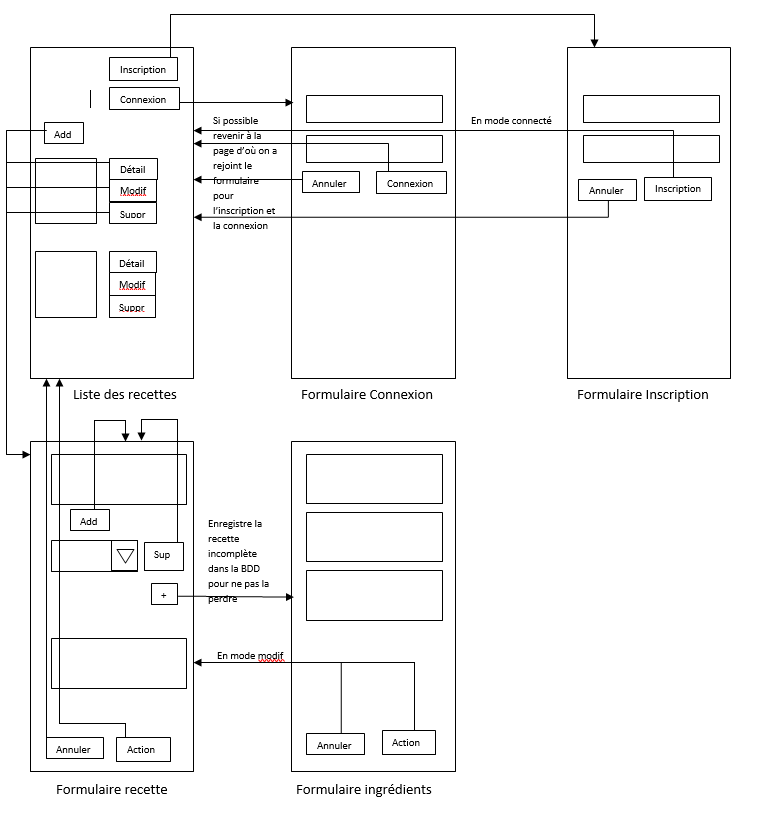 Inscription
Connexion
Add
Détail
Modif
Suppr
Détail
Modif
Suppr
Liste des recettes
Si possible
revenir à la
page d'où on a
rejoint le
formulaire
pour
l'inscription et
la connexion
Annuler
Connexion
Formulaire Connexion
En mode connecté
Annuler
Inscription
Formulaire Inscription
Add
Sup
+
Annuler
Action
Formulaire recette
Enregistre la
recette
incomplète
dans la BDD
pour ne pas la
perdre
En mode modif
Annuler
Action
Formulaire ingrédients